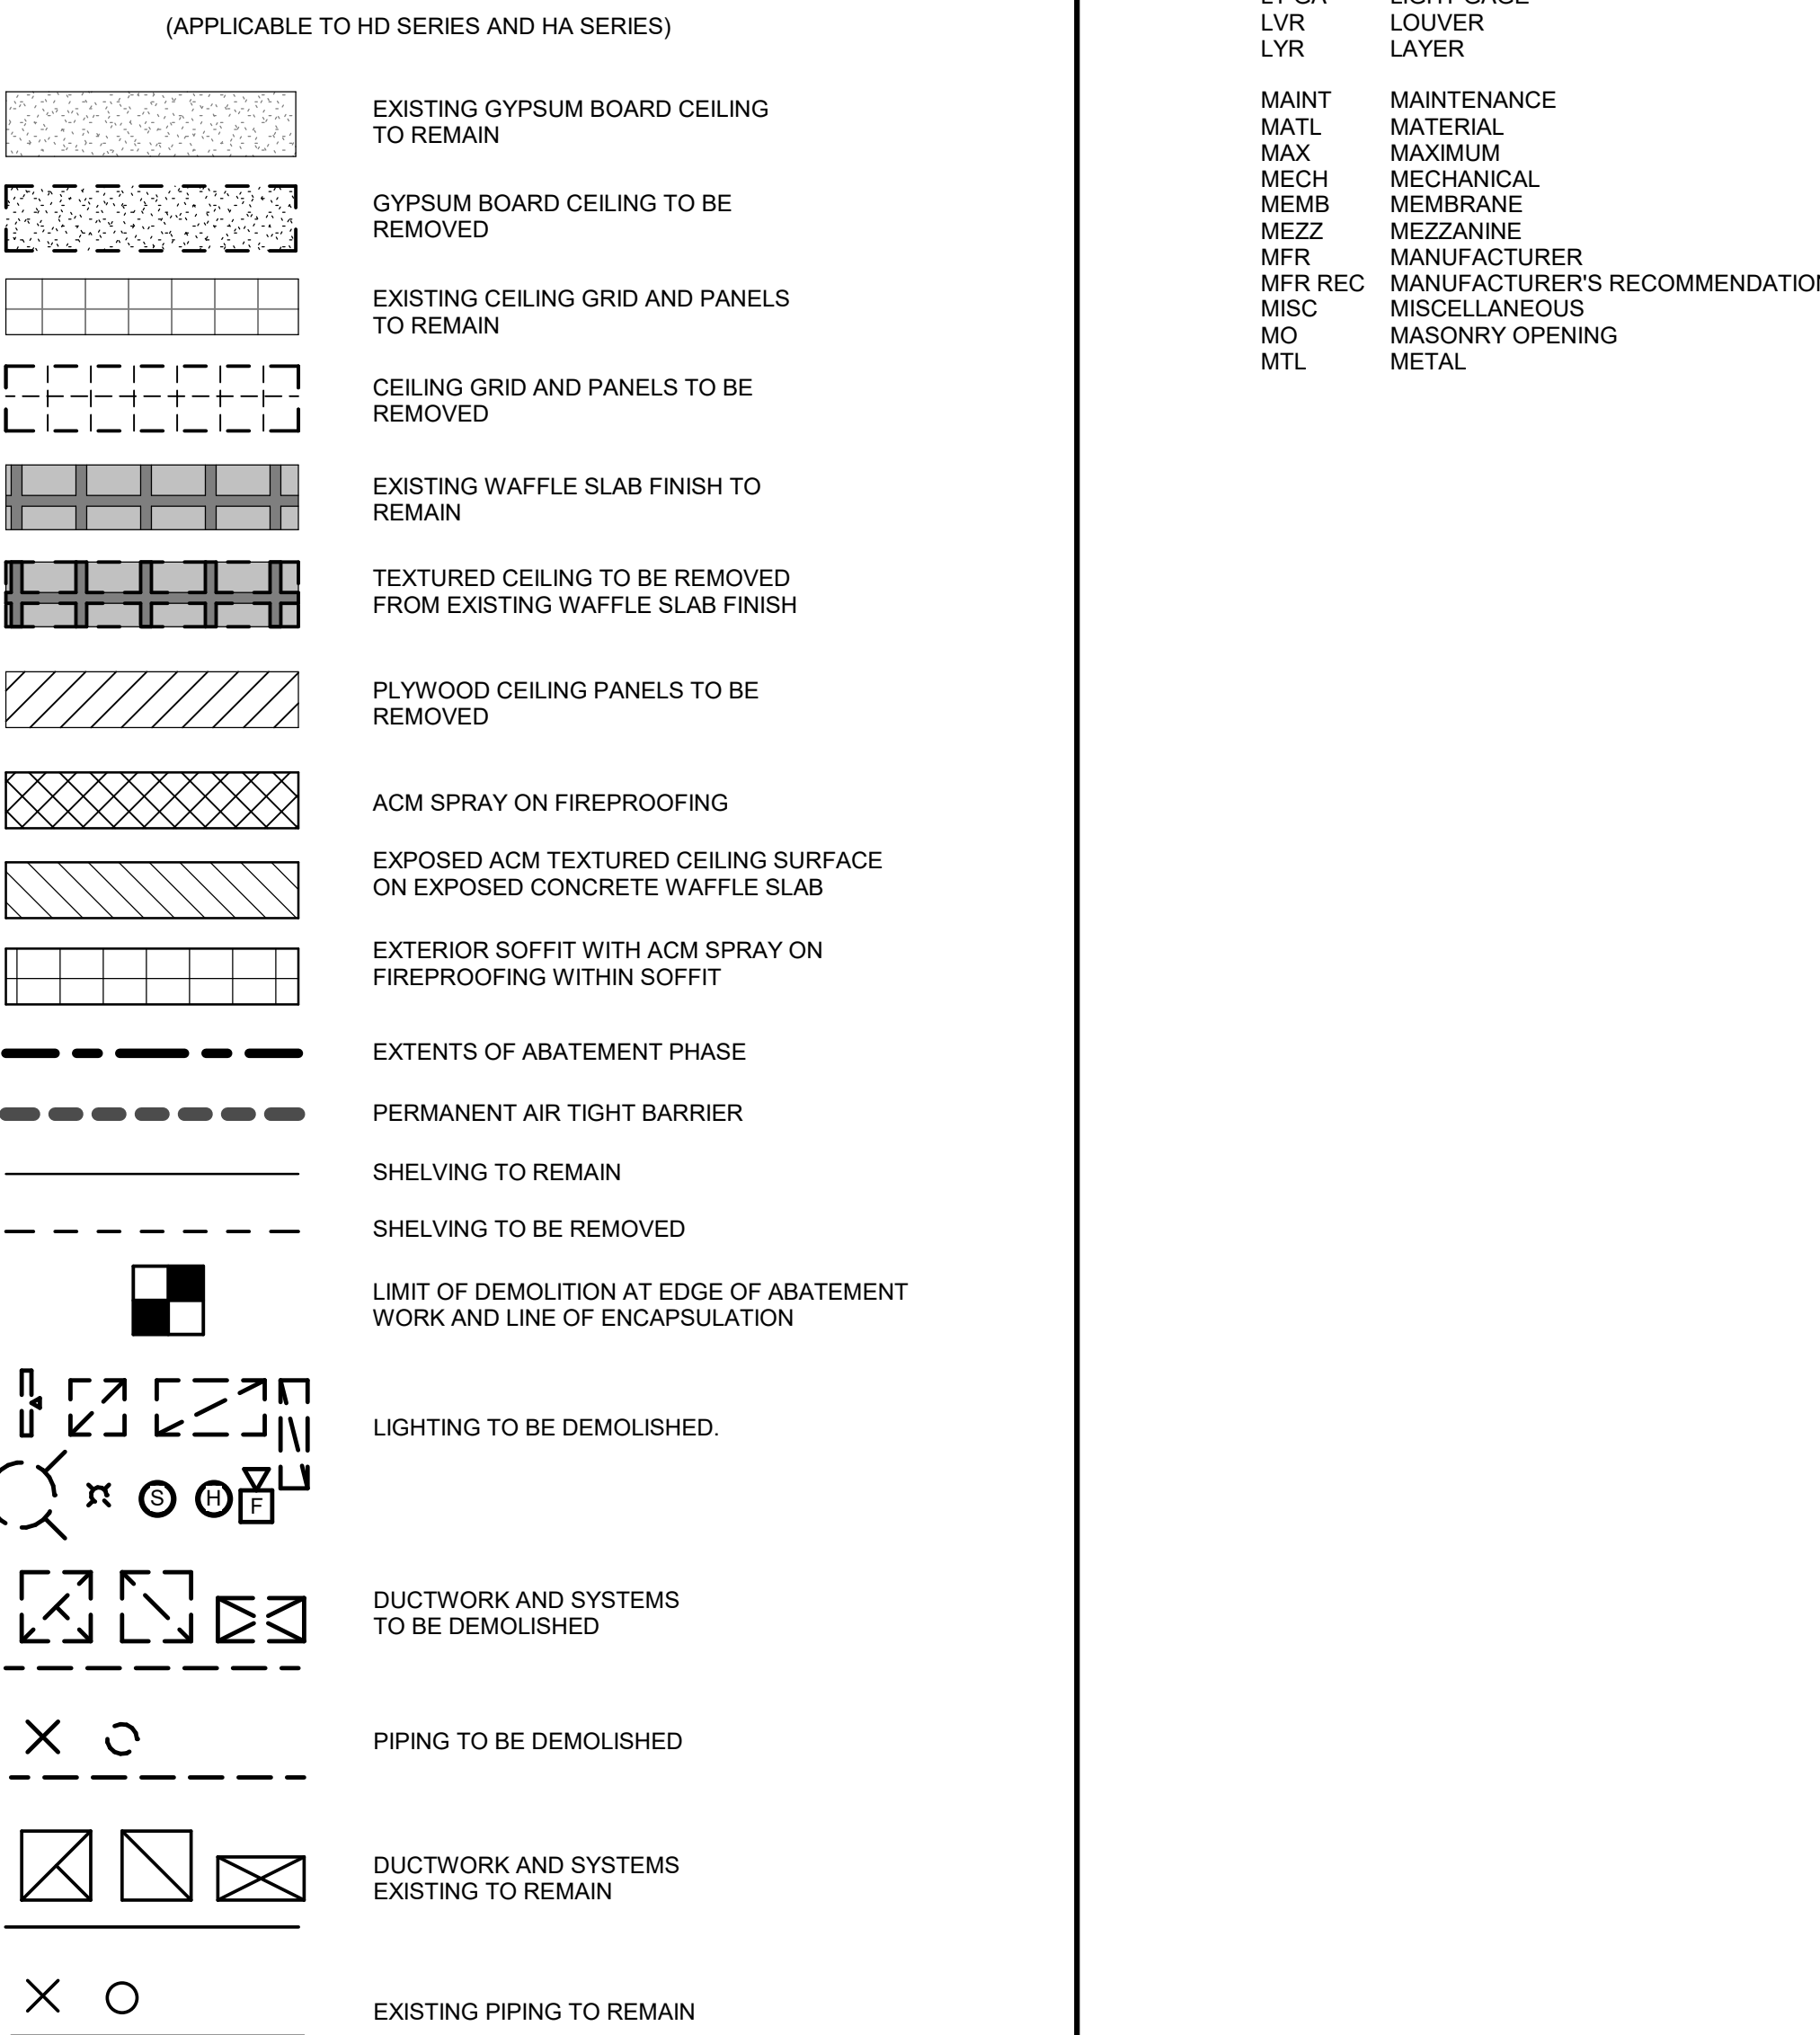 (APPLICABLE TO HD SERIES AND HA SERIES)
EXISTING GYPSUM BOARD CEILING
TO REMAIN
GYPSUM BOARD CEILING TO BE
REMOVED
EXISTING CEILING GRID AND PANELS
TO REMAIN
CEILING GRID AND PANELS TO BE
REMOVED
EXISTING WAFFLE SLAB FINISH TO
REMAIN
TEXTURED CEILING TO BE REMOVED
FROM EXISTING WAFFLE SLAB FINISH
PLYWOOD CEILING PANELS TO BE
REMOVED
ACM SPRAY ON FIREPROOFING
EXPOSED ACM TEXTURED CEILING SURFACE
ON EXPOSED CONCRETE WAFFLE SLAB
EXTERIOR SOFFIT WITH ACM SPRAY ON
FIREPROOFING WITHIN SOFFIT
EXTENTS OF ABATEMENT PHASE
PERMANENT AIR TIGHT BARRIER
SHELVING TO REMAIN
SHELVING TO BE REMOVED
LIMIT OF DEMOLITION AT EDGE OF ABATEMENT
WORK AND LINE OF ENCAPSULATION
LIGHTING TO BE DEMOLISHED.
S H F
DUCTWORK AND SYSTEMS
TO BE DEMOLISHED
PIPING TO BE DEMOLISHED
DUCTWORK AND SYSTEMS
EXISTING TO REMAIN
EXISTING PIPING TO REMAIN
LT GA LIGHT GAGE
LVR LOUVER
LYR LAYER
MAINT MAINTENANCE
MATL MATERIAL
MAX MAXIMUM
MECH MECHANICAL
MEMB MEMBRANE
MEZZ MEZZANINE
MFR MANUFACTURER
MFR REC MANUFACTURER'S RECOMMENDATION
MISC MISCELLANEOUS
MO MASONRY OPENING
MTL METAL